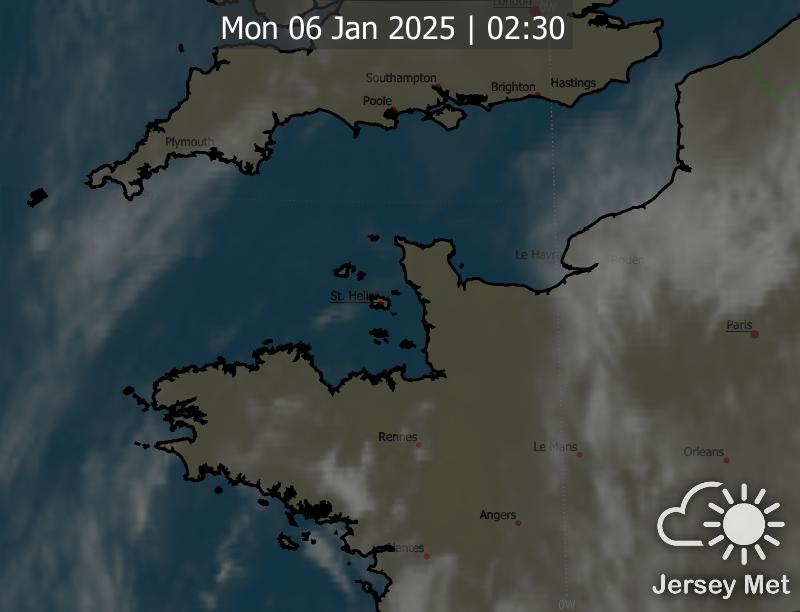 London
0W
Mon 06 Jan 2025 | 02:30
Southampton
Brighton
Hastings
Poole
Plymouth
Le Havre
Rouen
St. Helier
Paris
Rennes
Le Mans
Orleans
Angers
Nantes
Jersey Met
0W